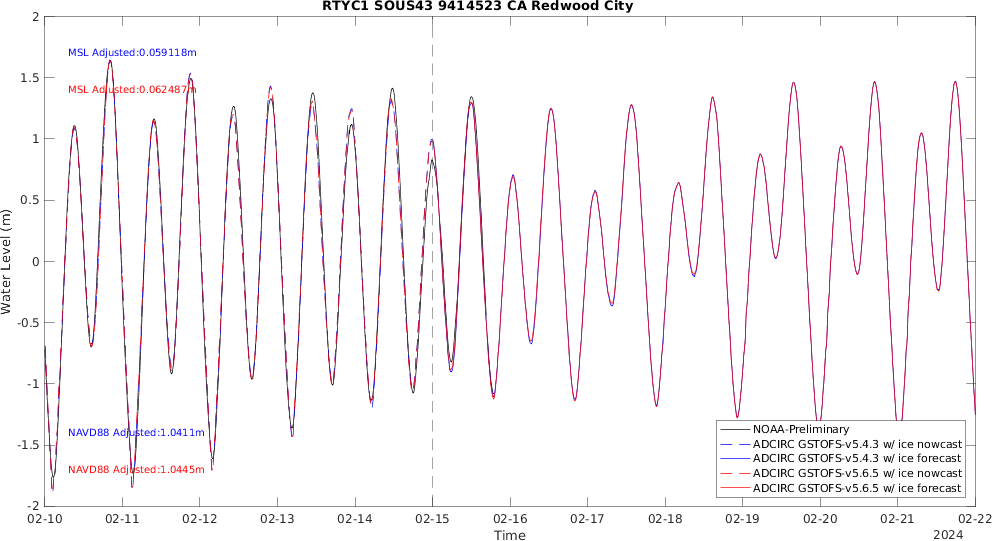 RTYC1 SOUS43 9414523 CA Redwood City
MSL Adjusted:0.059118m
MSL Adjusted:0.062487m
NAVD88 Adjusted:1.0411m
NAVD88 Adjusted:1.0445m
Water Level (m)
2
1.5
1
0.5
0
-0.5
-1
-1.5
-2
NOAA-Preliminary
ADCIRC GSTOFS-v5.4.3 w/ ice nowcast
ADCIRC GSTOFS-v5.4.3 w/ ice forecast
ADCIRC GSTOFS-v5.6.5 w/ ice nowcast
ADCIRC GSTOFS-v5.6.5 w/ ice forecast
02-10 02-11 02-12 02-13 02-14 02-15 02-16 02-17 02-18 02-19 02-20 02-21 02-22
Time
2024